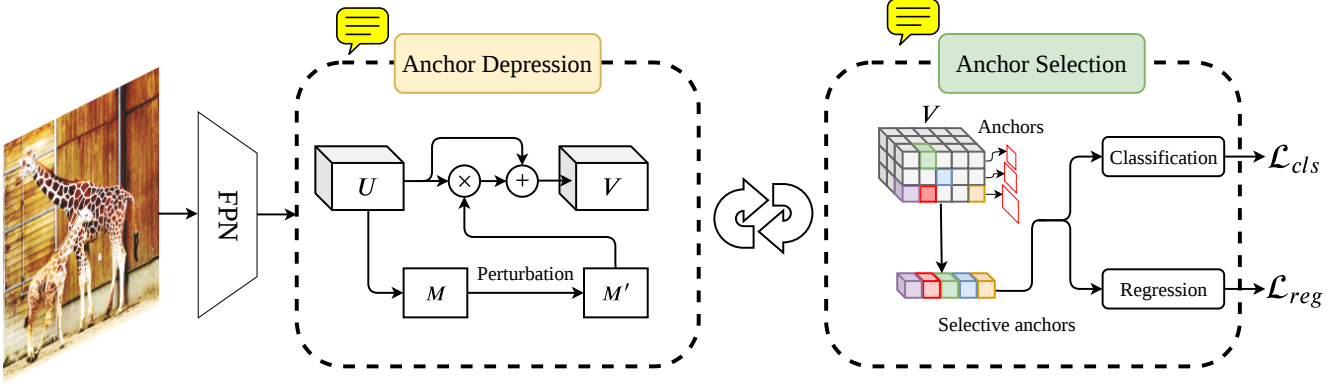 Anchor Depression
Anchor Selection
FPN
U
×
+
V
M
Perturbation
M′
V
Anchors
Selective anchors
Classification
Regression
ℒcls
ℒreg